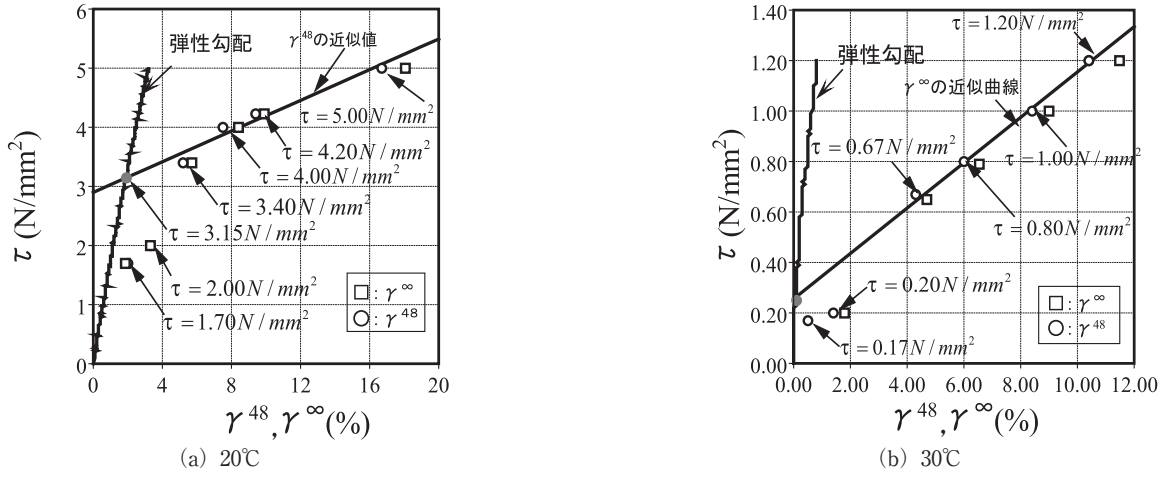 6
5
4
3
2
1
0
0 4 8 12 16 20
τ (N/mm²)
γ⁴⁸,γ^∞(%)
弾性勾配
γ⁴⁸の近似値
τ = 5.00N/mm²
τ = 4.20N/mm²
τ = 4.00N/mm²
τ = 3.40N/mm²
τ = 3.15N/mm²
τ = 2.00N/mm²
τ = 1.70N/mm²
□ : γ^∞
○ : γ⁴⁸
(a) 20℃
1.40
1.20
1.00
0.80
0.60
0.40
0.20
0.00
0.00 2.00 4.00 6.00 8.00 10.00 12.00
τ (N/mm²)
γ⁴⁸,γ^∞(%)
τ = 1.20N/mm²
弾性勾配
γ^∞の近似曲線
τ = 0.67N/mm²
τ = 1.00N/mm²
τ = 0.80N/mm²
τ = 0.20N/mm²
τ = 0.17N/mm²
□ : γ^∞
○ : γ⁴⁸
(b) 30℃